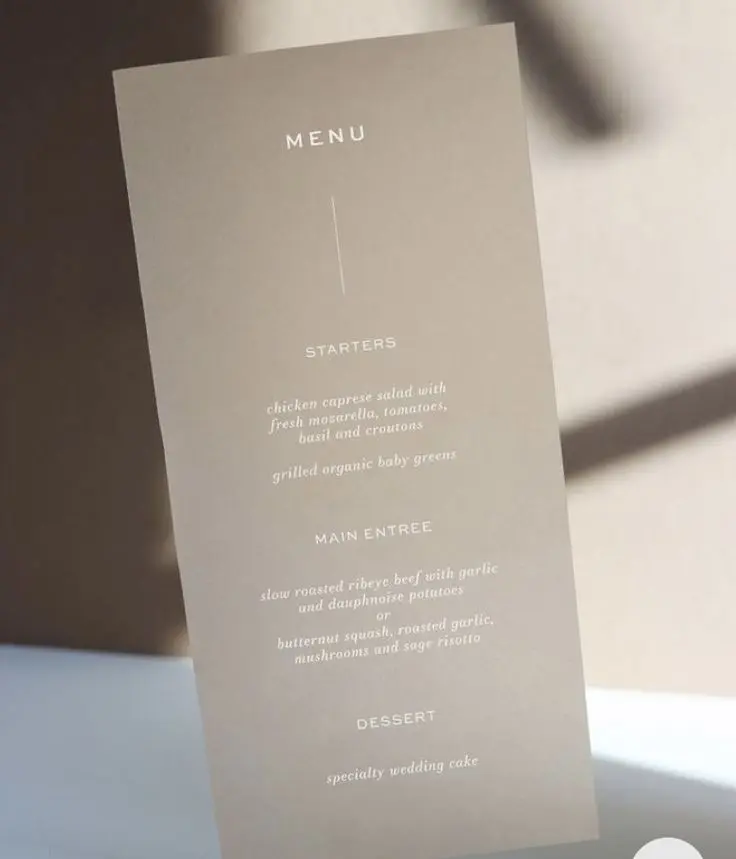 MENU
STARTERS
chicken caprese salad with
fresh mozarella, tomatoes,
basil and croutons
grilled organic baby greens
MAIN ENTREE
slow roasted ribeye beef with garlic
and dauphnoise potatoes
or
butternut squash, roasted garlic,
mushrooms and sage risotto
DESSERT
specialty wedding cake